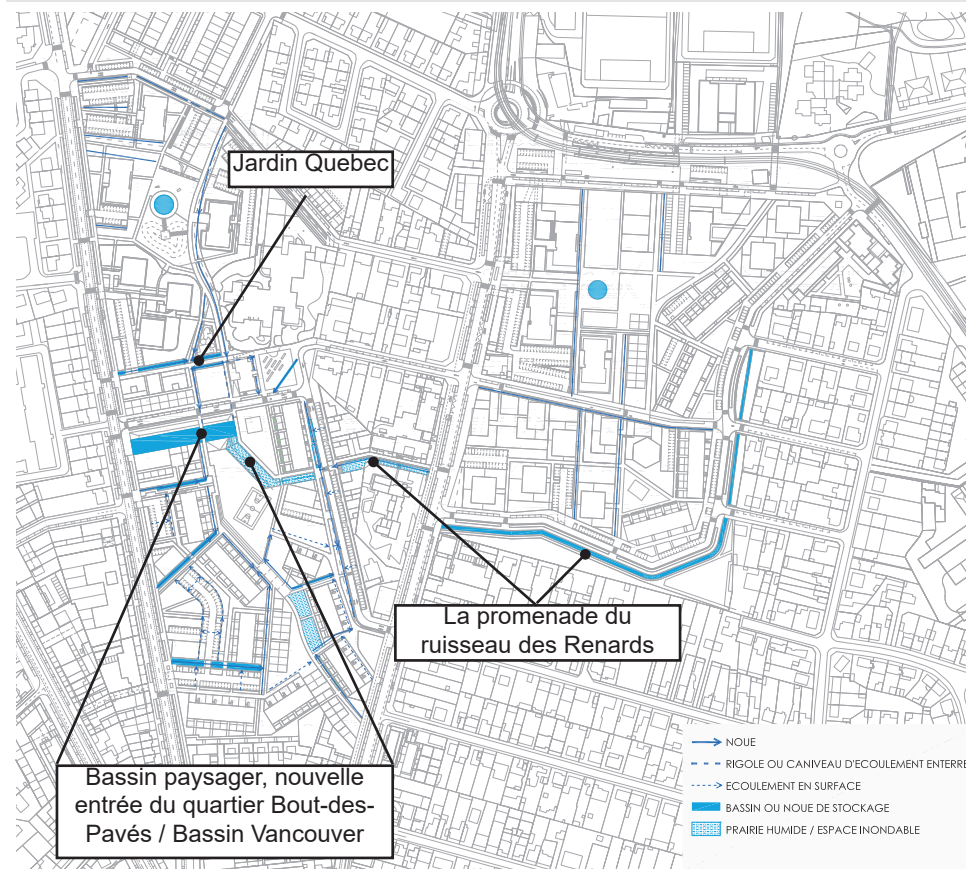 Jardin Quebec
La promenade du
ruisseau des Renards
Bassin paysager, nouvelle
entrée du quartier Bout-des-
Pavés / Bassin Vancouver
NOUE
RIGOLE OU CANIVEAU D'ECOULEMENT ENTERRE
ECOULEMENT EN SURFACE
BASSIN OU NOUE DE STOCKAGE
PRAIRIE HUMIDE / ESPACE INONDABLE